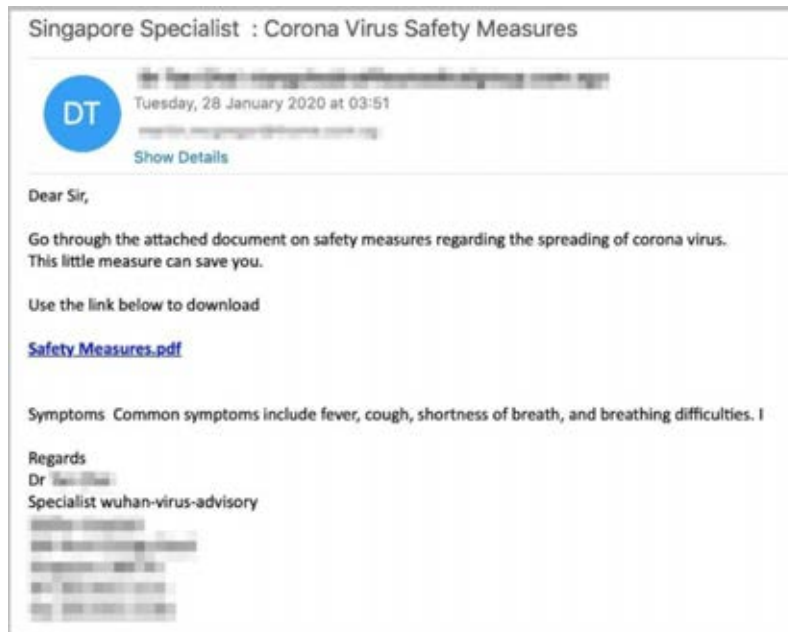 Singapore Specialist : Corona Virus Safety Measures
DT
Tuesday, 28 January 2020 at 03:51
Show Details
Dear Sir,
Go through the attached document on safety measures regarding the spreading of corona virus.
This little measure can save you.
Use the link below to download
Safety Measures.pdf
Symptoms Common symptoms include fever, cough, shortness of breath, and breathing difficulties. I
Regards
Dr
Specialist wuhan-virus-advisory